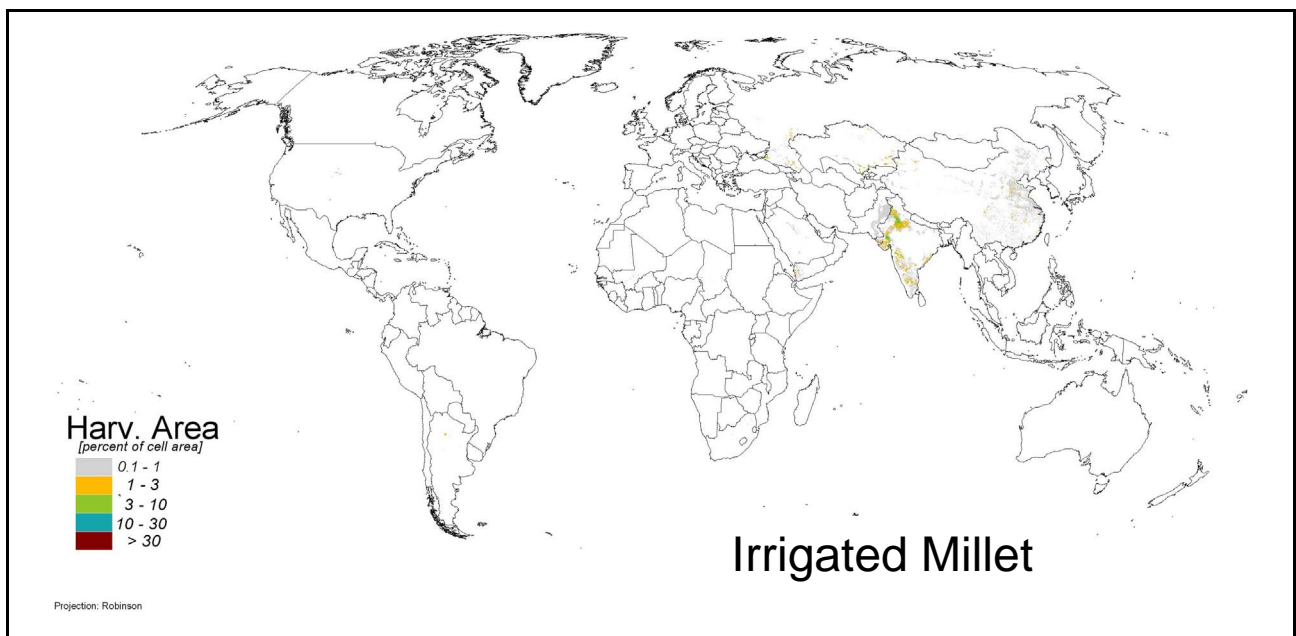 Harv. Area
[percent of cell area]
0.1 - 1
1 - 3
3 - 10
10 - 30
> 30
Irrigated Millet
Projection: Robinson